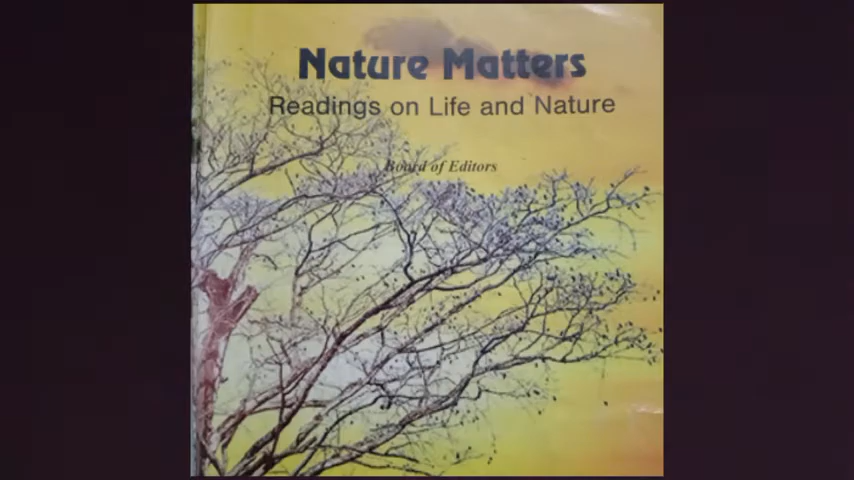 Nature Matters
Readings on Life and Nature
Board of Editors